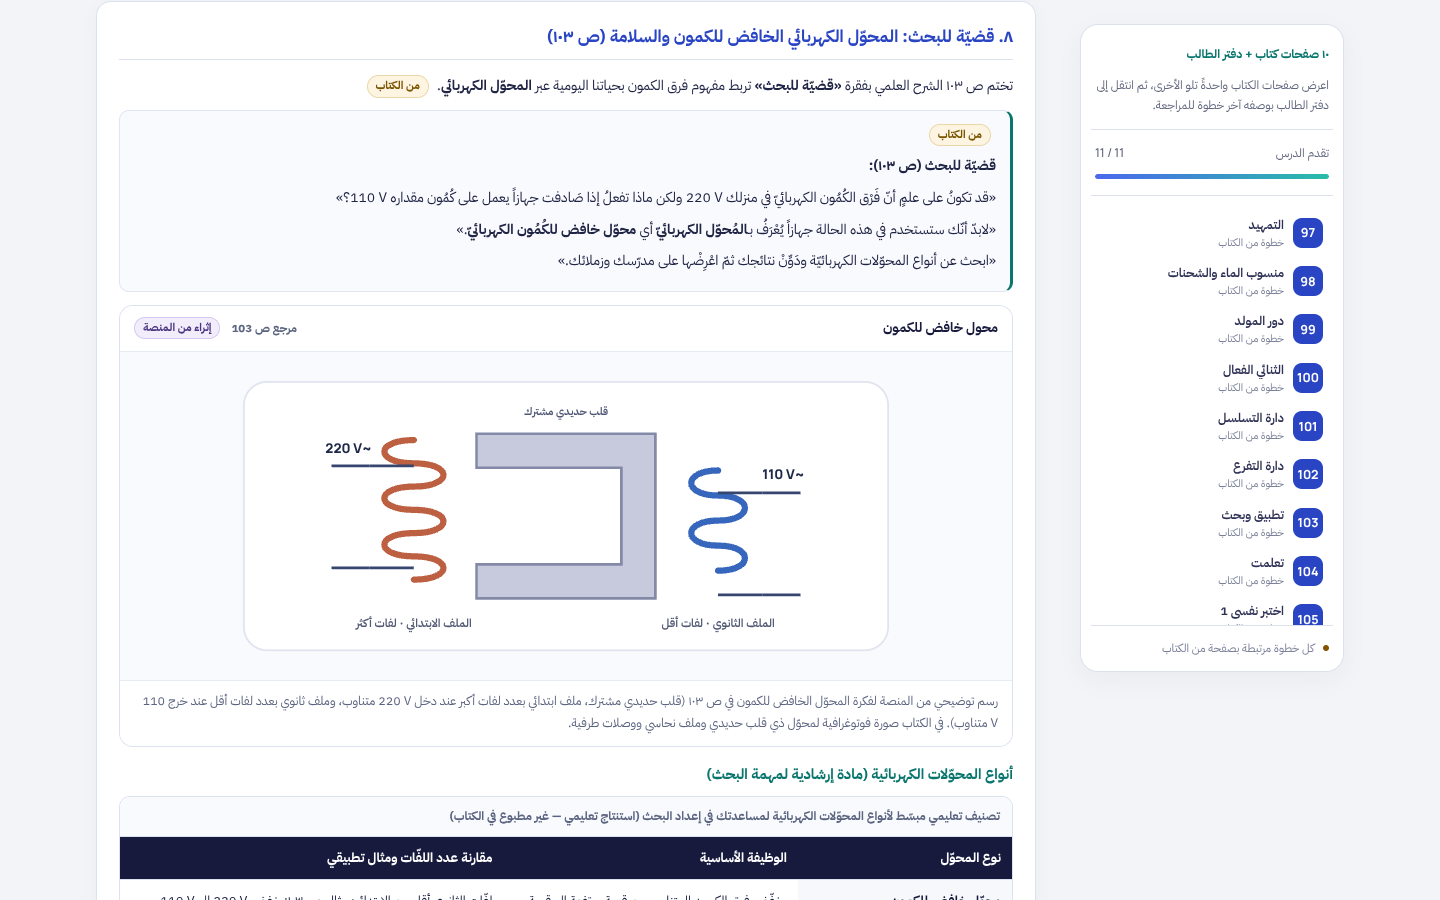 ٨. قضيّة للبحث: المحوّل الكهربائي الخافض للكمون والسلامة (ص ١٠٣)
تختم ص ١٠٣ الشرح العلمي بفقرة «قضيّة للبحث» تربط مفهوم فرق الكمون بحياتنا اليومية عبر المحوّل الكهربائي. من الكتاب
من الكتاب
قضيّة للبحث (ص ١٠٣):
«قد تكونُ على علمٍ أنّ فَرْق الكُمُون الكهربائيّ في منزلك 220 V ولكن ماذا تفعلُ إذا صَادفت جهازاً يعمل على كُمُون مقداره 110 V؟»
«لابدّ أنّك ستستخدم في هذه الحالة جهازاً يُعْرَفُ بـالمُحوّل الكهربائيّ أي محوّل خافض للكُمُون الكهربائيّ.»
«ابحث عن أنواع المحوّلات الكهربائيّة ودَوِّنْ نتائجك ثمّ اعْرِضْها على مدرّسك وزملائك.»
محول خافض للكمون
مرجع ص 103
إثراء من المنصة
قلب حديدي مشترك
220 V~
110 V~
الملف الثانوي · لفات أقل
الملف الابتدائي · لفات أكثر
رسم توضيحي من المنصة لفكرة المحوّل الخافض للكمون في ص ١٠٣ (قلب حديدي مشترك، ملف ابتدائي بعدد لفات أكبر عند دخل 220 V متناوب، وملف ثانوي بعدد لفات أقل عند خرج 110
V متناوب). في الكتاب صورة فوتوغرافية لمحوّل ذي قلب حديدي وملف نحاسي ووصلات طرفية.
أنواع المحوّلات الكهربائية (مادة إرشادية لمهمة البحث)
تصنيف تعليمي مبسّط لأنواع المحوّلات الكهربائية لمساعدتك في إعداد البحث (استنتاج تعليمي — غير مطبوع في الكتاب)
نوع المحوّل
الوظيفة الأساسية
مقارنة عدد اللفّات ومثال تطبيقي
١٠ صفحات كتاب + دفتر الطالب
اعرض صفحات الكتاب واحدةً تلو الأخرى، ثم انتقل إلى
دفتر الطالب بوصفه آخر خطوة للمراجعة.
تقدم الدرس
11 / 11
97
التمهيد
خطوة من الكتاب
98
منسوب الماء والشحنات
خطوة من الكتاب
99
دور المولد
خطوة من الكتاب
100
الثنائي الفعال
خطوة من الكتاب
101
دارة التسلسل
خطوة من الكتاب
102
دارة التفرع
خطوة من الكتاب
103
تطبيق وبحث
خطوة من الكتاب
104
تعلمت
خطوة من الكتاب
105
اختبر نفسي 1
كل خطوة مرتبطة بصفحة من الكتاب